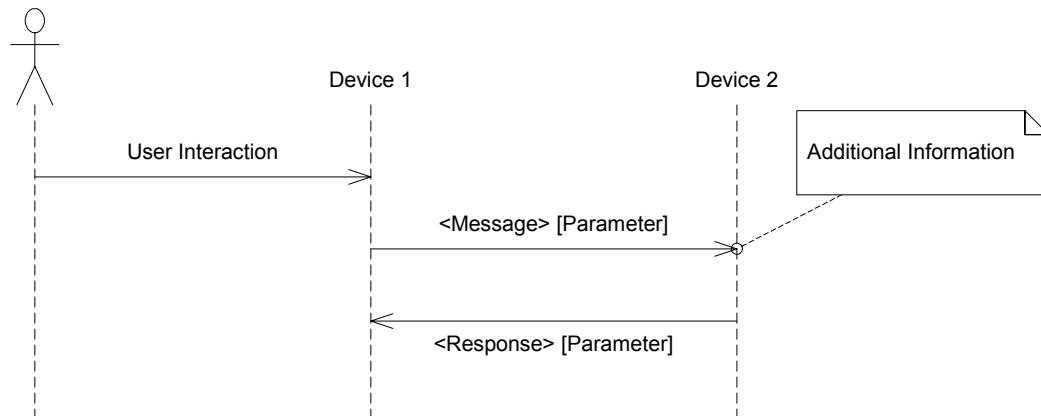 Device 1
Device 2
Additional Information
User Interaction
<Message> [Parameter]
<Response> [Parameter]